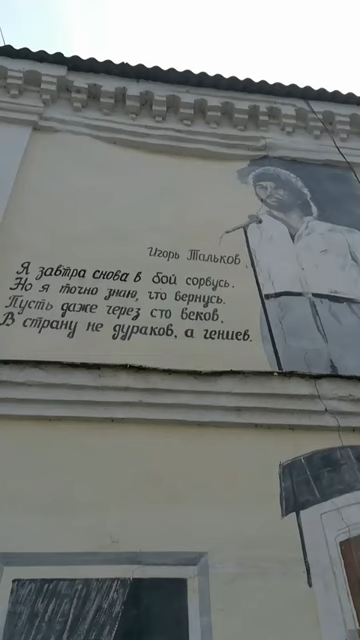 Игорь Тальков
Я завтра снова в бой сорвусь.
Но я точно знаю, что вернусь.
Пусть даже через сто веков,
В страну не дураков, а гениев.